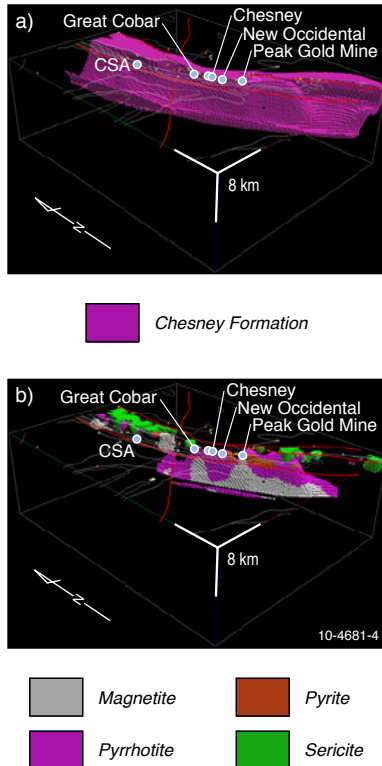 a)
Great Cobar
Chesney
New Occidental
Peak Gold Mine
CSA
8 km
N
Chesney Formation
b)
Great Cobar
Chesney
New Occidental
Peak Gold Mine
CSA
8 km
N
10-4681-4
Magnetite
Pyrite
Pyrrhotite
Sericite